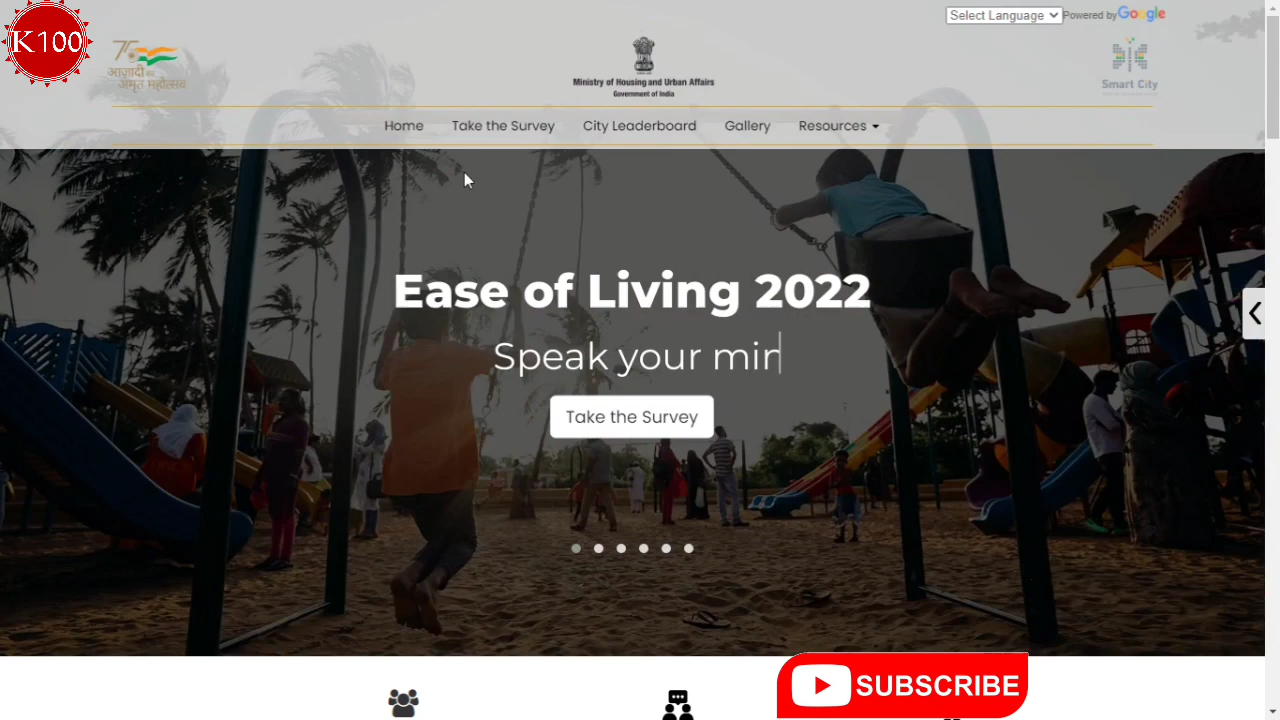 K100
Select Language
Powered by Google
75
आज़ादी का
अमृत महोत्सव
Ministry of Housing and Urban Affairs
Government of India
Smart City
Home
Take the Survey
City Leaderboard
Gallery
Resources
Ease of Living 2022
Speak your min
Take the Survey
SUBSCRIBE